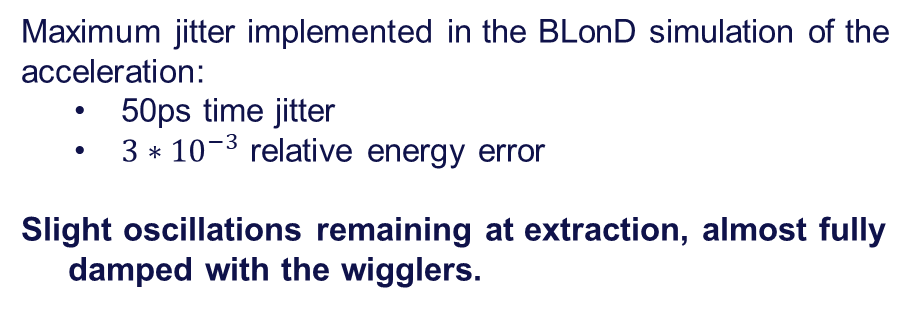 Maximum jitter implemented in the BLonD simulation of the
acceleration:
• 50ps time jitter
• 3 ∗ 10⁻³ relative energy error
Slight oscillations remaining at extraction, almost fully
damped with the wigglers.